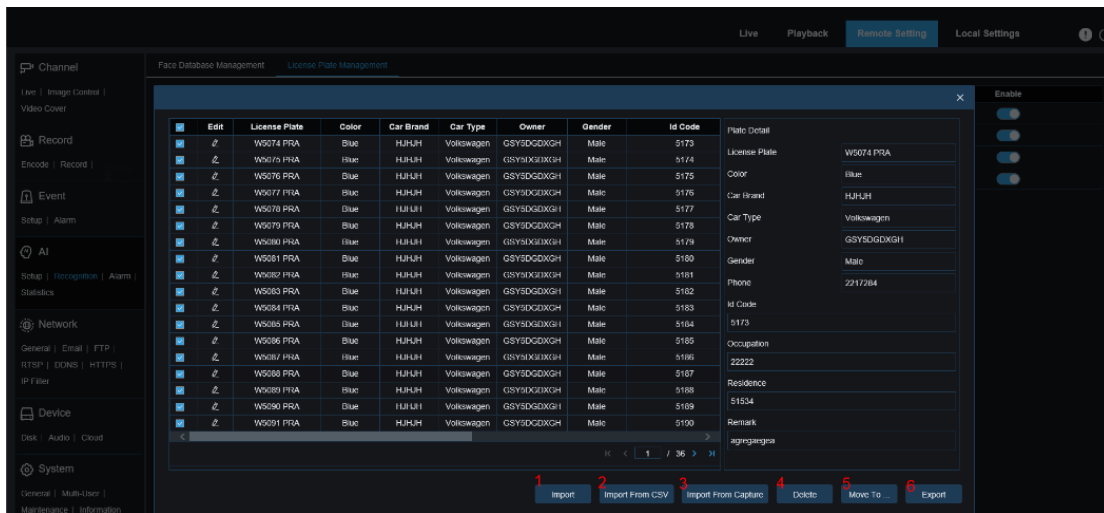 Live Playback Remote Setting Local Settings
Channel
Live | Image Control |
Video Cover
Record
Encode | Record |
Event
Setup | Alarm
AI
Setup | Recognition | Alarm |
Statistics
Network
General | Email | FTP |
RTSP | DDNS | HTTPS |
IP Filter
Device
Disk | Audio | Cloud
System
General | Multi-User |
Maintenance | Information
Face Database Management License Plate Management
Enable
Edit License Plate Color Car Brand Car Type Owner Gender Id Code
W5074 PRA Blue HJHJH Volkswagen GSY5DGDXGH Male 5173
W5075 PRA Blue HJHJH Volkswagen GSY5DGDXGH Male 5174
W5076 PRA Blue HJHJH Volkswagen GSY5DGDXGH Male 5175
W5077 PRA Blue HJHJH Volkswagen GSY5DGDXGH Male 5176
W5078 PRA Blue HJHJH Volkswagen GSY5DGDXGH Male 5177
W5079 PRA Blue HJHJH Volkswagen GSY5DGDXGH Male 5178
W5080 PRA Blue HJHJH Volkswagen GSY5DGDXGH Male 5179
W5081 PRA Blue HJHJH Volkswagen GSY5DGDXGH Male 5180
W5082 PRA Blue HJHJH Volkswagen GSY5DGDXGH Male 5181
W5083 PRA Blue HJHJH Volkswagen GSY5DGDXGH Male 5182
W5084 PRA Blue HJHJH Volkswagen GSY5DGDXGH Male 5183
W5085 PRA Blue HJHJH Volkswagen GSY5DGDXGH Male 5184
W5086 PRA Blue HJHJH Volkswagen GSY5DGDXGH Male 5185
W5087 PRA Blue HJHJH Volkswagen GSY5DGDXGH Male 5186
W5088 PRA Blue HJHJH Volkswagen GSY5DGDXGH Male 5187
W5089 PRA Blue HJHJH Volkswagen GSY5DGDXGH Male 5188
W5090 PRA Blue HJHJH Volkswagen GSY5DGDXGH Male 5189
W5091 PRA Blue HJHJH Volkswagen GSY5DGDXGH Male 5190
1 / 36
Plate Detail
License Plate W5074 PRA
Color Blue
Car Brand HJHJH
Car Type Volkswagen
Owner GSY5DGDXGH
Gender Male
Phone 2217284
Id Code
5173
Occupation
22222
Residence
51534
Remark
agregaegea
1 Import 2 Import From CSV 3 Import From Capture 4 Delete 5 Move To ... 6 Export